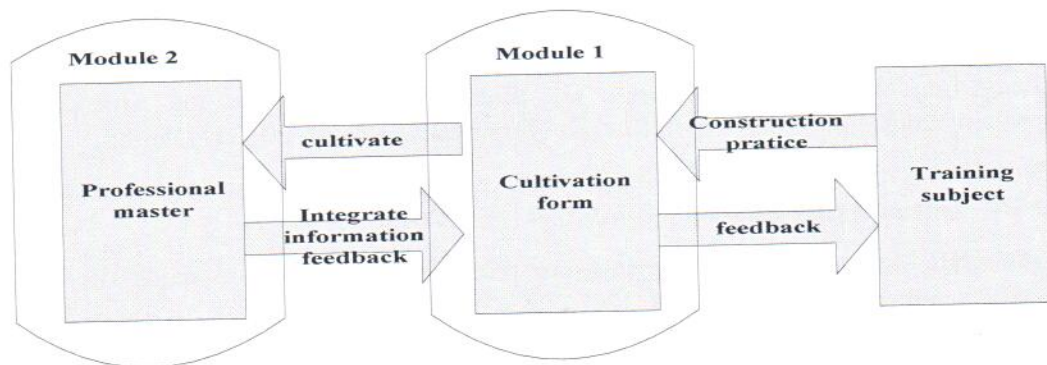 Module 2
Module 1
cultivate
Construction
pratice
Professional
master
Cultivation
form
Training
subject
Integrate
information
feedback
feedback